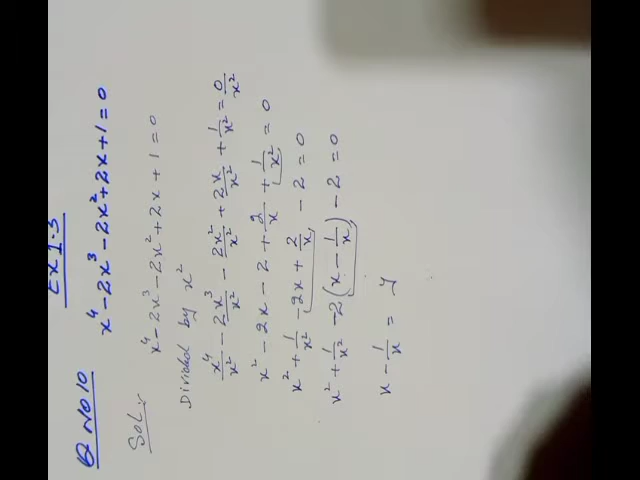 Ex 1.3
Q No 10 x⁴ - 2x³ - 2x² + 2x + 1 = 0
Sol:
x⁴ - 2x³ - 2x² + 2x + 1 = 0
Divided by x²
x⁴/x² - 2x³/x² - 2x²/x² + 2x/x² + 1/x² = 0/x²
x² - 2x - 2 + 2/x + 1/x² = 0
x² + 1/x² - 2x + 2/x - 2 = 0
x² + 1/x² - 2(x - 1/x) - 2 = 0
x - 1/x = y